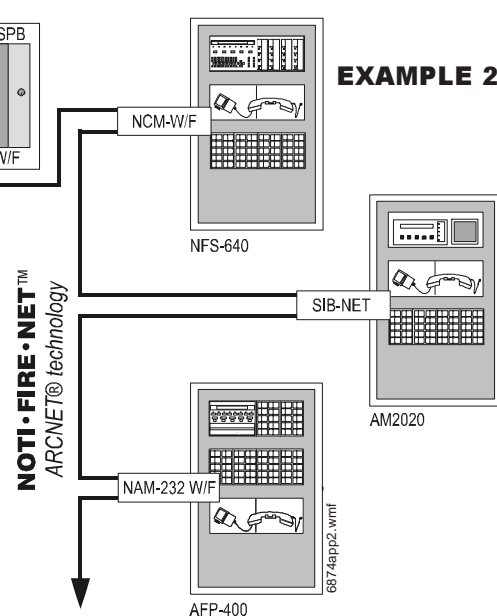 SPB
W/F
EXAMPLE 2
NCM-W/F
NFS-640
NOTI•FIRE•NET™
ARCNET® technology
SIB-NET
AM2020
NAM-232 W/F
6874app2.wmf
AFP-400